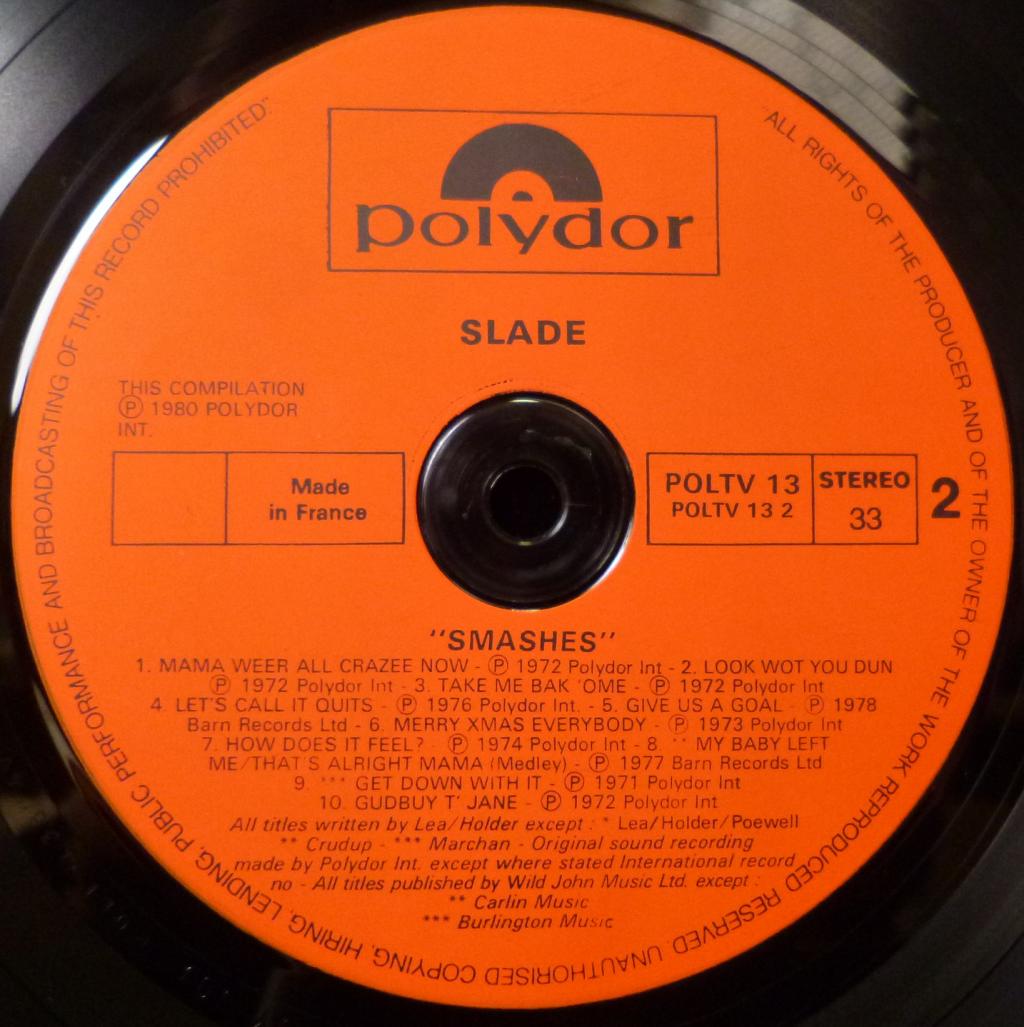 polydor
SLADE
THIS COMPILATION
Ⓟ 1980 POLYDOR
INT.
Made
in France
POLTV 13
POLTV 13 2
STEREO
33
2
"SMASHES"
1. MAMA WEER ALL CRAZEE NOW - Ⓟ 1972 Polydor Int - 2. LOOK WOT YOU DUN
Ⓟ 1972 Polydor Int - 3. TAKE ME BAK 'OME - Ⓟ 1972 Polydor Int
4. LET'S CALL IT QUITS - Ⓟ 1976 Polydor Int. - 5. GIVE US A GOAL - Ⓟ 1978
Barn Records Ltd - 6. MERRY XMAS EVERYBODY - Ⓟ 1973 Polydor Int
7. HOW DOES IT FEEL? - Ⓟ 1974 Polydor Int - 8. ** MY BABY LEFT
ME/THAT'S ALRIGHT MAMA (Medley) - Ⓟ 1977 Barn Records Ltd
9. *** GET DOWN WITH IT - Ⓟ 1971 Polydor Int
10. GUDBUY T' JANE - Ⓟ 1972 Polydor Int
All titles written by Lea/Holder except : * Lea/Holder/Poewell
** Crudup - *** Marchan - Original sound recording
made by Polydor Int. except where stated International record
no - All titles published by Wild John Music Ltd. except :
** Carlin Music
*** Burlington Music
"ALL RIGHTS OF THE PRODUCER AND OF THE OWNER OF THE WORK REPRODUCED RESERVED. UNAUTHORISED COPYING, HIRING, LENDING, PUBLIC PERFORMANCE AND BROADCASTING OF THIS RECORD PROHIBITED"